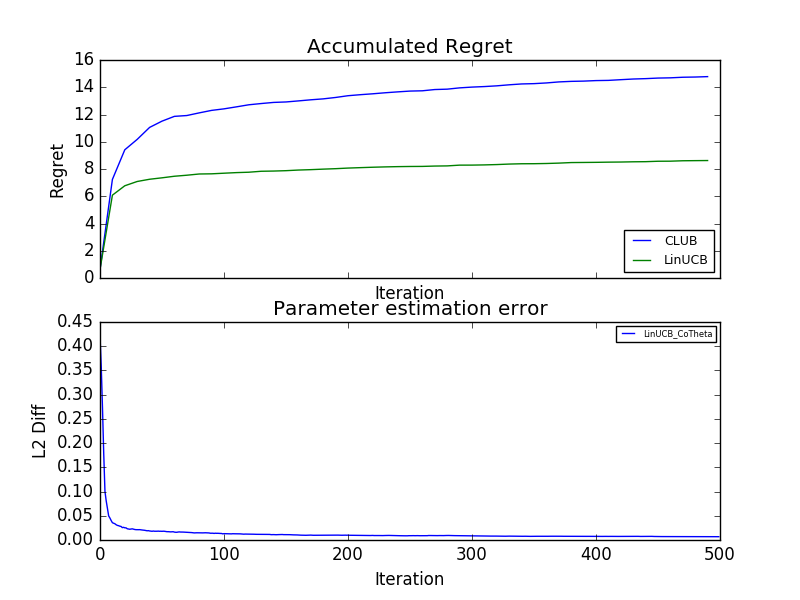 Accumulated Regret
16
14
12
10
8
6
4
2
0
Regret
CLUB
LinUCB
Iteration
Parameter estimation error
0.45
0.40
0.35
0.30
0.25
0.20
0.15
0.10
0.05
0.00
L2 Diff
LinUCB_CoTheta
0 100 200 300 400 500
Iteration